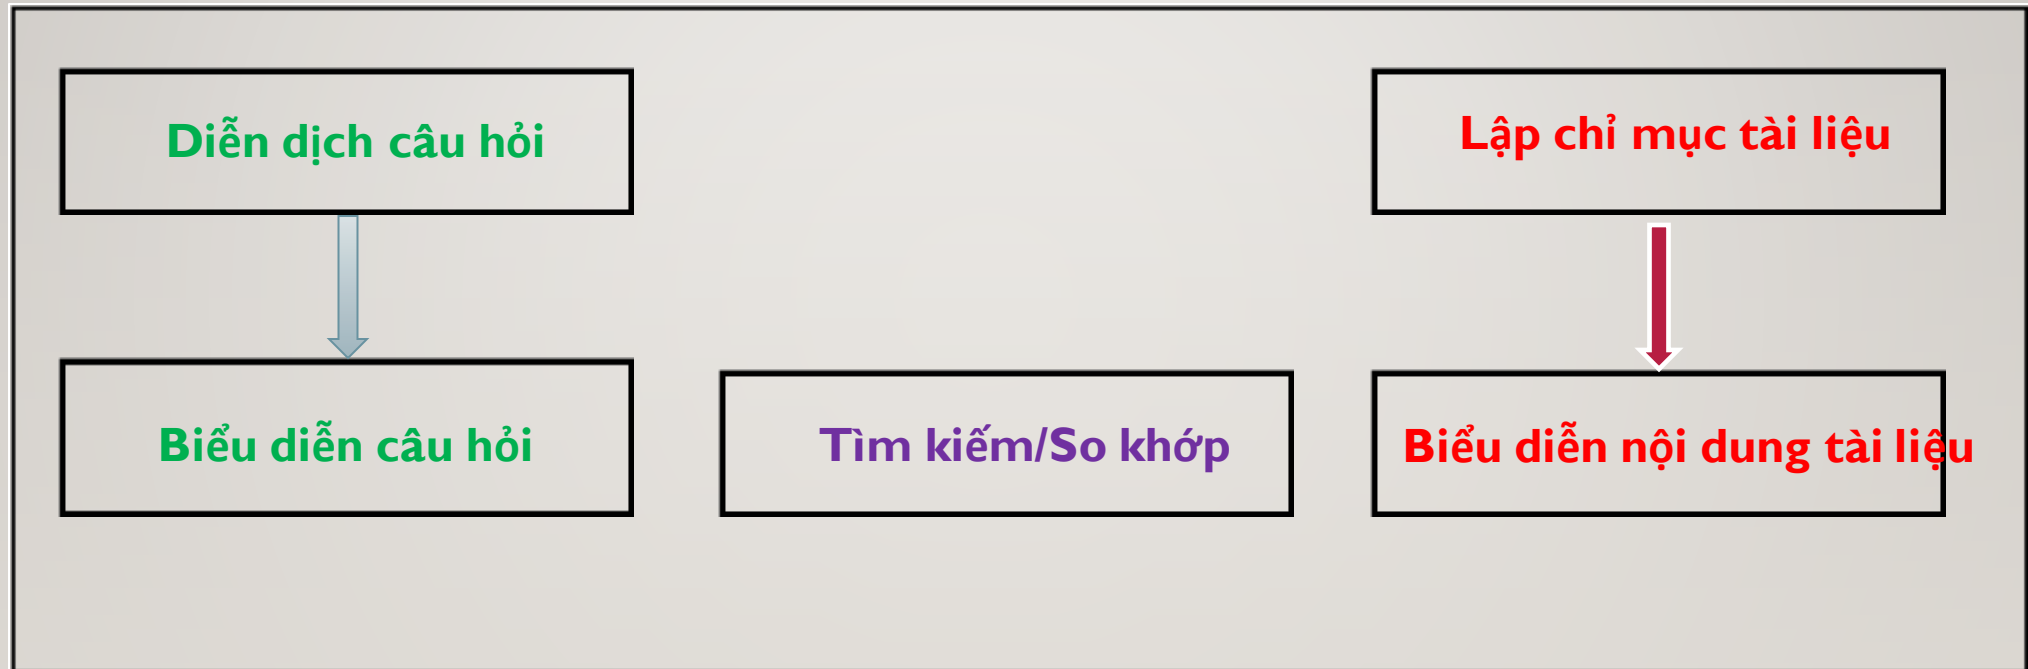 Diễn dịch câu hỏi
Lập chỉ mục tài liệu
Biểu diễn câu hỏi
Tìm kiếm/So khớp
Biểu diễn nội dung tài liệu